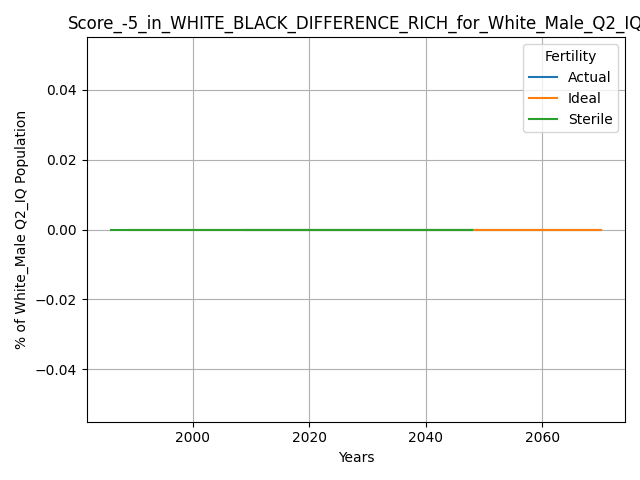 Score_-5_in_WHITE_BLACK_DIFFERENCE_RICH_for_White_Male_Q2_IQ
Fertility
Actual
Ideal
Sterile
% of White_Male Q2_IQ Population
0.04
0.02
0.00
−0.02
−0.04
2000 2020 2040 2060
Years